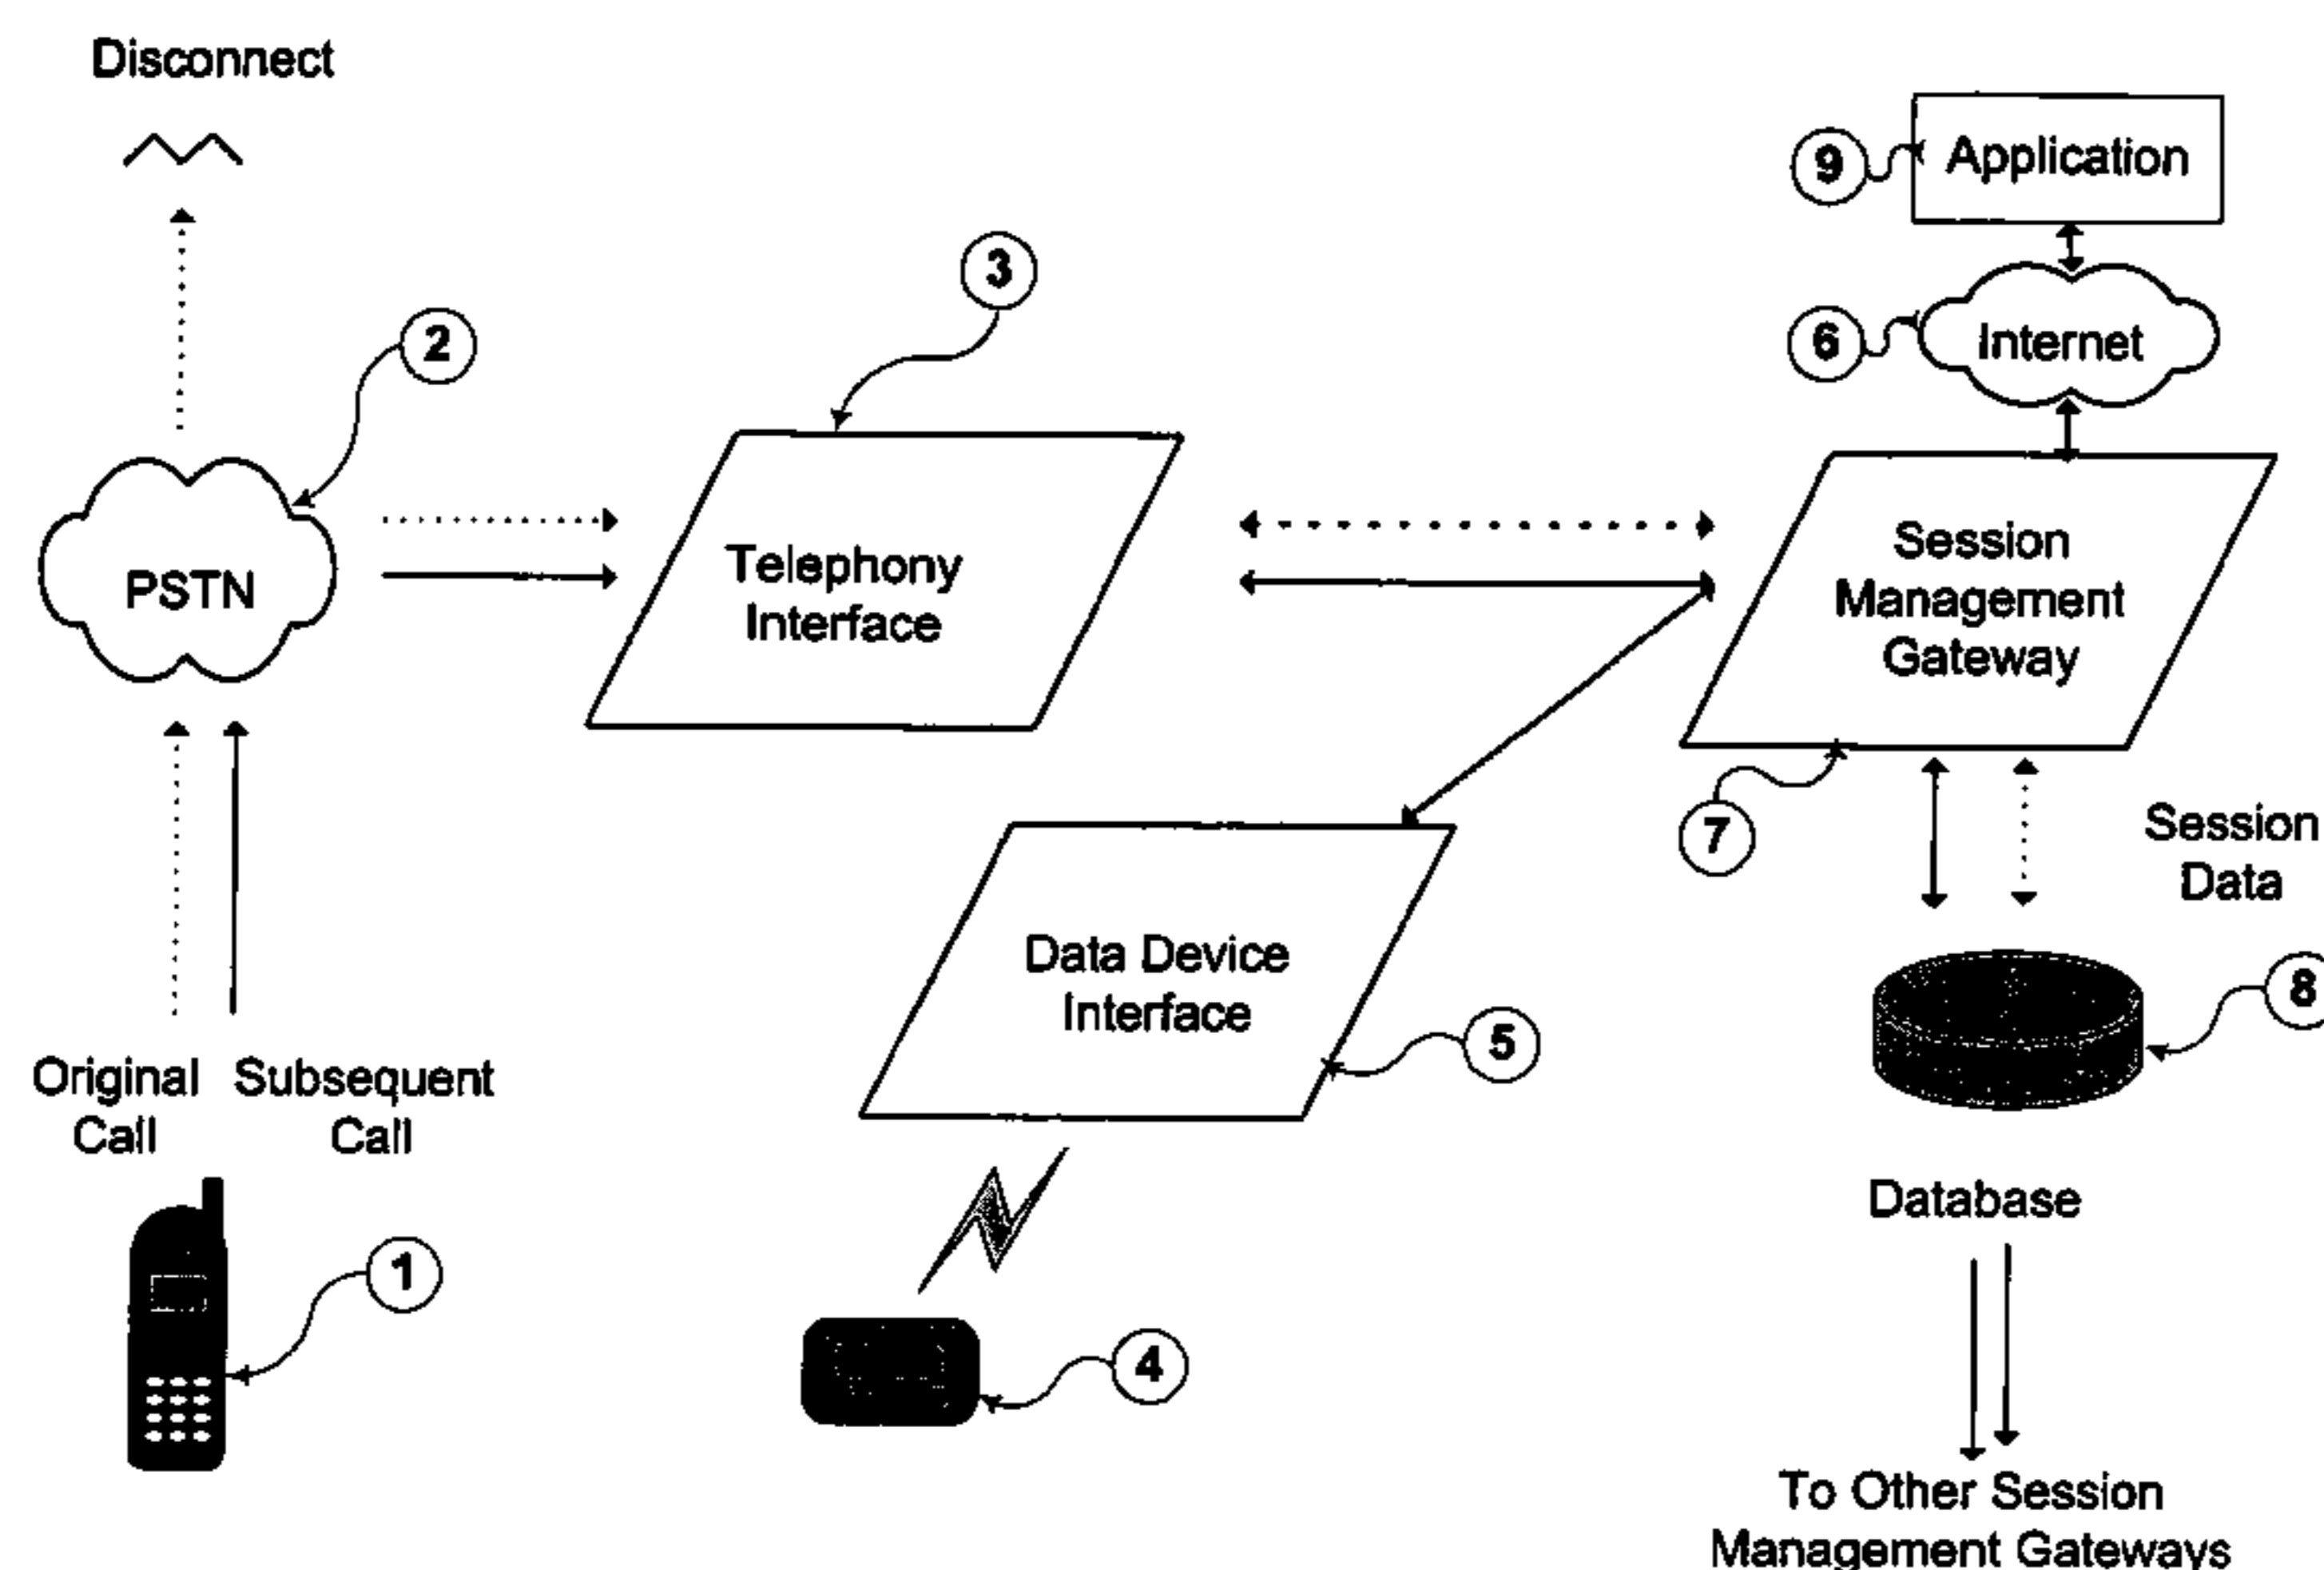 Disconnect
9
Application
3
2
6
Internet
PSTN
Telephony
Interface
Session
Management
Gateway
7
Session
Data
Data Device
Interface
5
8
Original
Call
Subsequent
Call
Database
1
4
To Other Session
Management Gateways